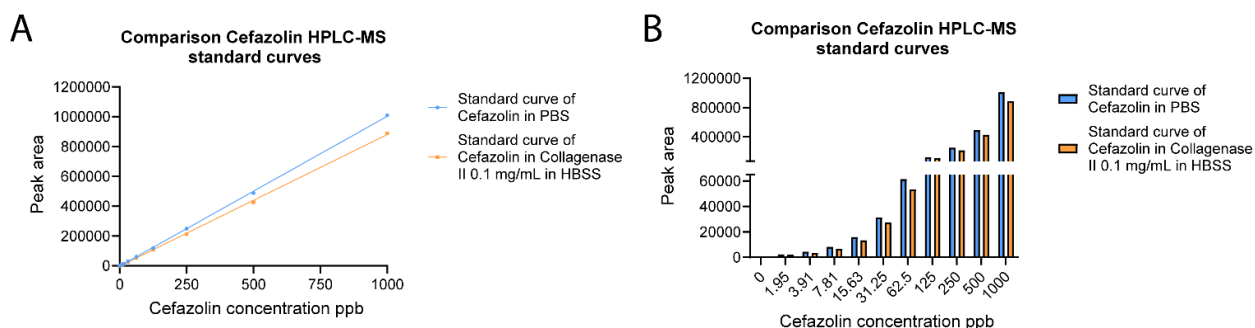 A
Comparison Cefazolin HPLC-MS
standard curves
1200000
1000000
800000
600000
400000
200000
0
0
250
500
750
1000
Peak area
Cefazolin concentration ppb
Standard curve of
Cefazolin in PBS
Standard curve of
Cefazolin in Collagenase
II 0.1 mg/mL in HBSS
B
Comparison Cefazolin HPLC-MS
standard curves
1200000
800000
400000
60000
40000
20000
0
0
1.95
3.91
7.81
15.63
31.25
62.5
125
250
500
1000
Peak area
Cefazolin concentration ppb
Standard curve of
Cefazolin in PBS
Standard curve of
Cefazolin in Collagenase
II 0.1 mg/mL in HBSS